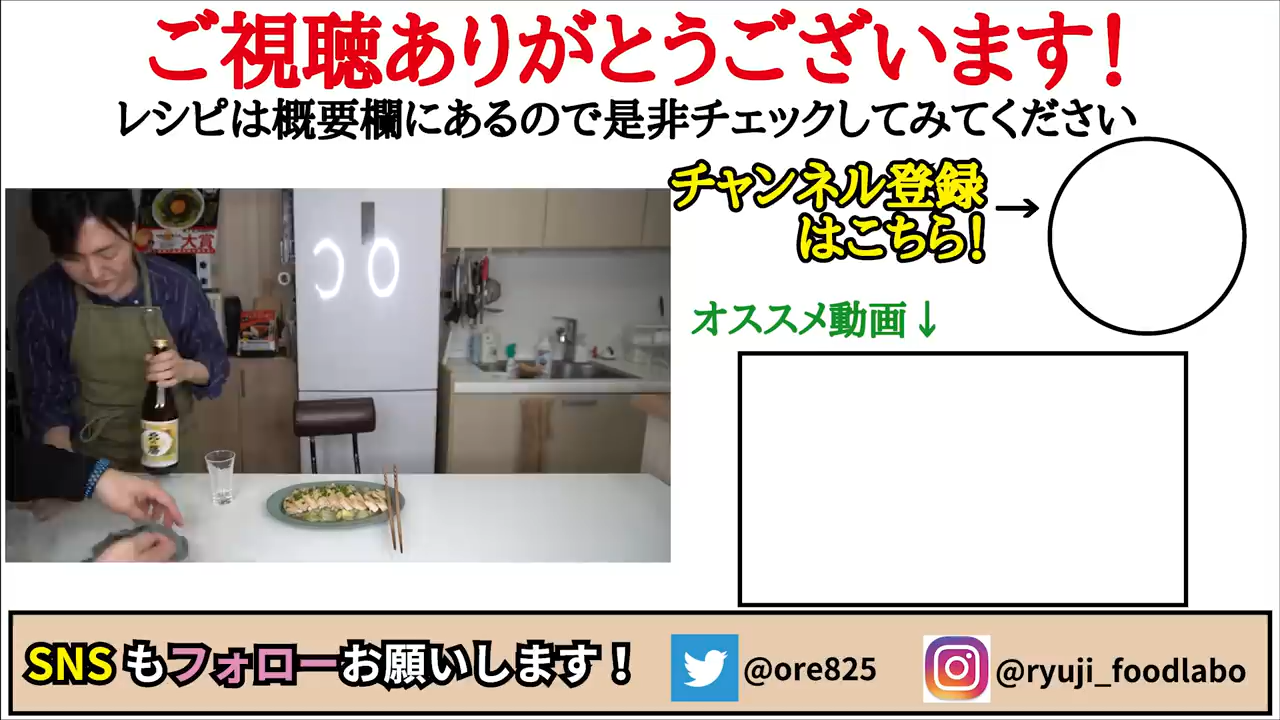 ご視聴ありがとうございます！
レシピは概要欄にあるので是非チェックしてみてください
チャンネル登録
はこちら！
→
オススメ動画↓
大賞
SNSもフォローお願いします！
@ore825
@ryuji_foodlabo